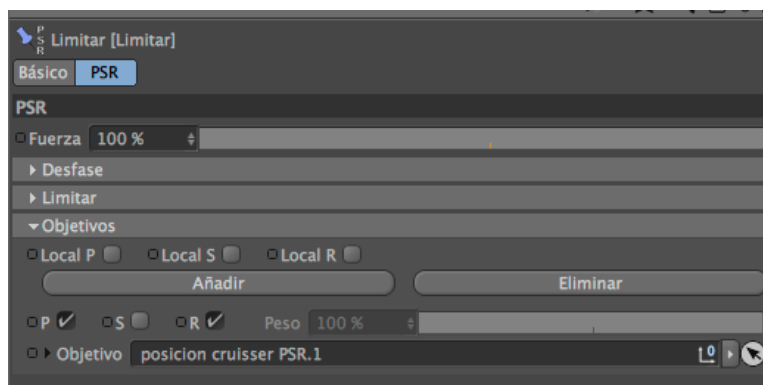 P
S
R
Limitar [Limitar]
Básico PSR
PSR
Fuerza 100 %
Desfase
Limitar
Objetivos
Local P Local S Local R
Añadir Eliminar
P S R Peso 100 %
Objetivo posicion cruisser PSR.1 0